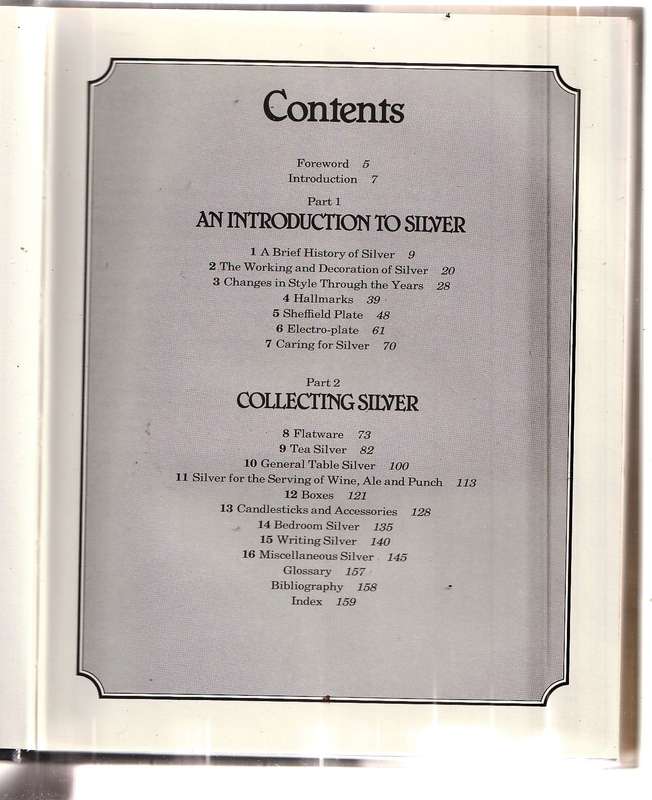 Contents
Foreword 5
Introduction 7
Part 1
AN INTRODUCTION TO SILVER
1 A Brief History of Silver 9
2 The Working and Decoration of Silver 20
3 Changes in Style Through the Years 28
4 Hallmarks 39
5 Sheffield Plate 48
6 Electro-plate 61
7 Caring for Silver 70
Part 2
COLLECTING SILVER
8 Flatware 73
9 Tea Silver 82
10 General Table Silver 100
11 Silver for the Serving of Wine, Ale and Punch 113
12 Boxes 121
13 Candlesticks and Accessories 128
14 Bedroom Silver 135
15 Writing Silver 140
16 Miscellaneous Silver 145
Glossary 157
Bibliography 158
Index 159